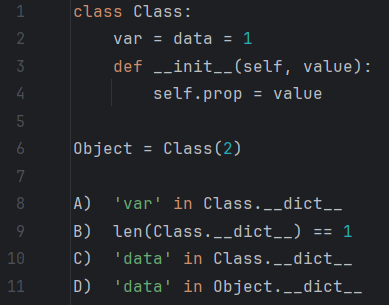 1 class Class:
2     var = data = 1
3     def __init__(self, value):
4         self.prop = value
5
6 Object = Class(2)
7
8 A)  'var' in Class.__dict__
9 B)  len(Class.__dict__) == 1
10 C)  'data' in Class.__dict__
11 D)  'data' in Object.__dict__